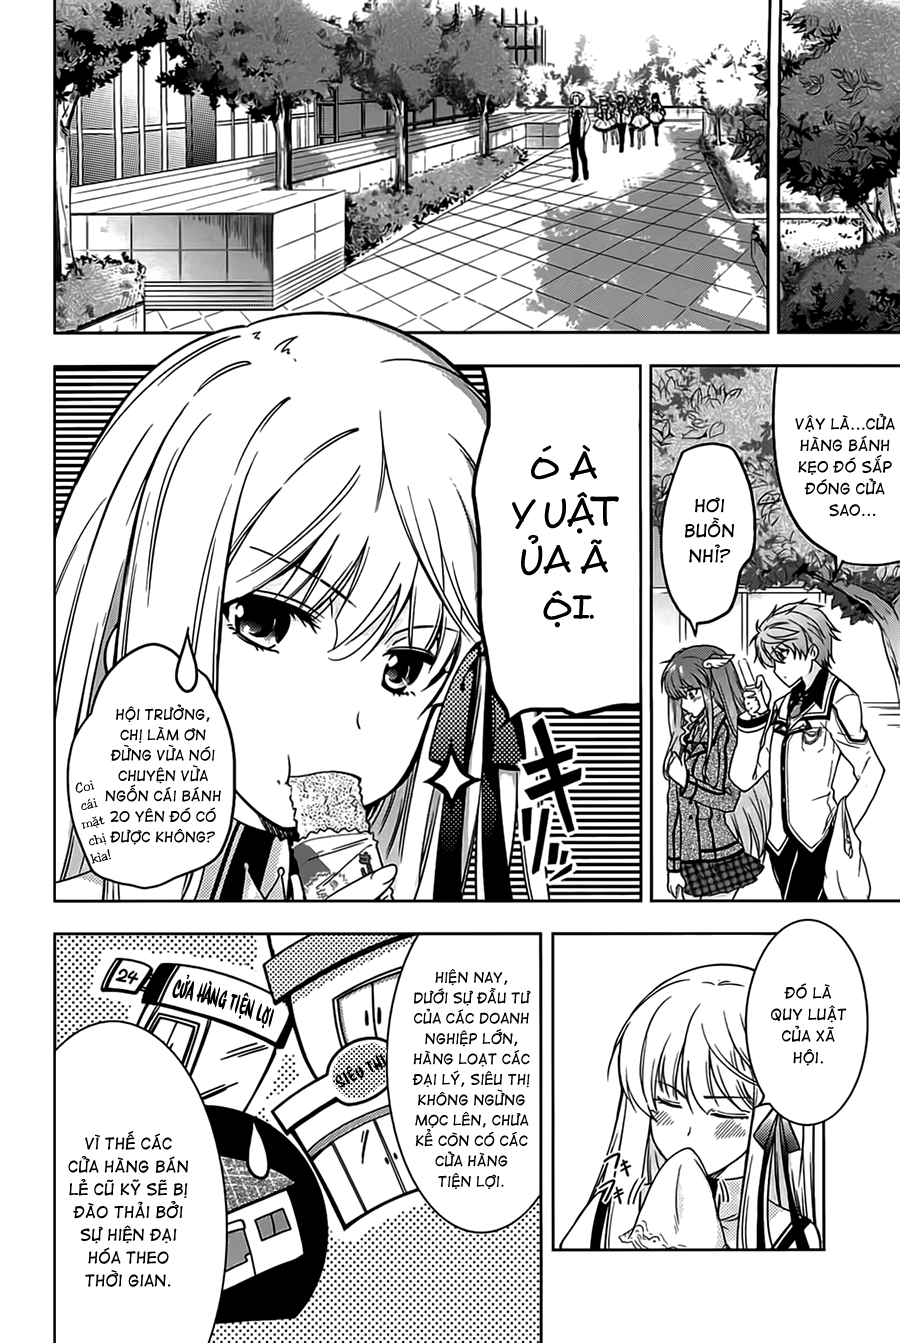 VẬY LÀ...CỬA
HÀNG BÁNH
KẸO ĐÓ SẮP
ĐÓNG CỬA
SAO...
HƠI
BUỒN
NHỈ?
Ó À
Y UẬT
ỦA Ã
ỘI.
キリッ
HỘI TRƯỞNG,
CHỊ LÀM ƠN
ĐỪNG VỪA NÓI
CHUYỆN VỪA
NGỐN CÁI BÁNH
20 YÊN ĐÓ CÓ
ĐƯỢC KHÔNG?
Coi
cái
mặt
chị
kìa!
ĐÓ LÀ
QUY LUẬT
CỦA XÃ
HỘI.
HIỆN NAY,
DƯỚI SỰ ĐẦU TƯ
CỦA CÁC DOANH
NGHIỆP LỚN,
HÀNG LOẠT CÁC
ĐẠI LÝ, SIÊU THỊ
KHÔNG NGỪNG
MỌC LÊN, CHƯA
KỂ CÒN CÓ CÁC
CỬA HÀNG
TIỆN LỢI.
24
CỬA HÀNG TIỆN LỢI
SIÊU THỊ
VÌ THẾ CÁC
CỬA HÀNG BÁN
LẺ CŨ KỸ SẼ BỊ
ĐÀO THẢI BỞI
SỰ HIỆN ĐẠI
HÓA THEO
THỜI GIAN.